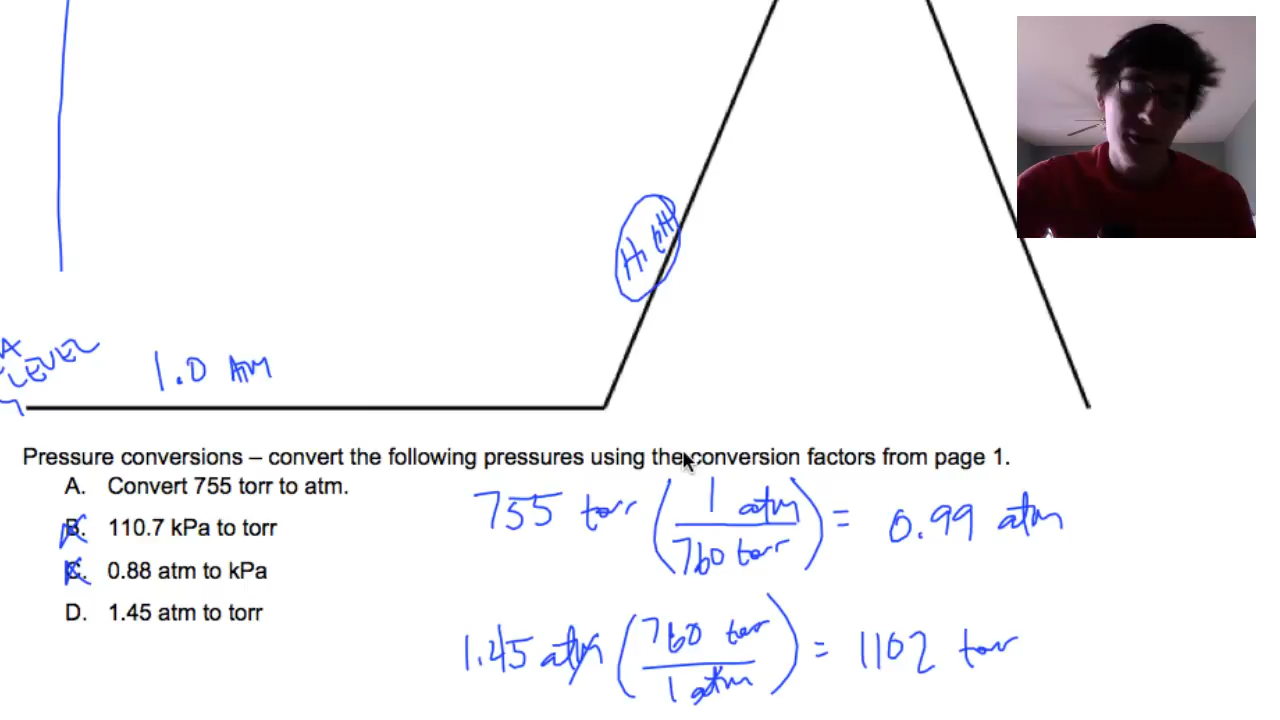 HIGH
A
LEVEL
1.0 ATM
Pressure conversions – convert the following pressures using the conversion factors from page 1.
A. Convert 755 torr to atm.
755 torr (1 atm / 760 torr) = 0.99 atm
B. 110.7 kPa to torr
C. 0.88 atm to kPa
D. 1.45 atm to torr
1.45 atm (760 torr / 1 atm) = 1102 torr